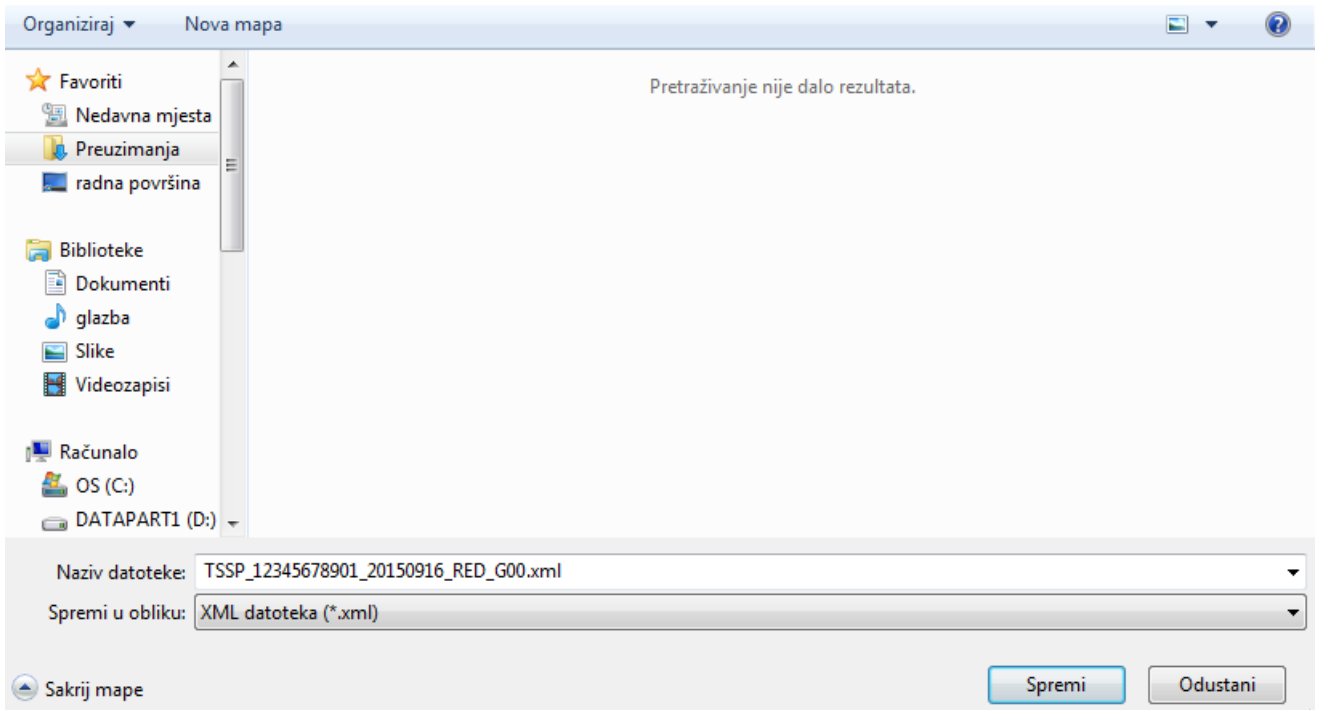 Organiziraj Nova mapa
Favoriti
Nedavna mjesta
Preuzimanja
radna površina
Biblioteke
Dokumenti
glazba
Slike
Videozapisi
Računalo
OS (C:)
DATAPART1 (D:)
Pretraživanje nije dalo rezultata.
Naziv datoteke: TSSP_12345678901_20150916_RED_G00.xml
Spremi u obliku: XML datoteka (*.xml)
Sakrij mape
Spremi Odustani